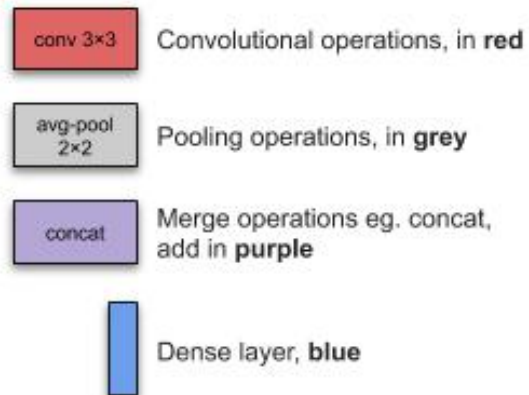 conv 3×3
Convolutional operations, in red
avg-pool
2×2
Pooling operations, in grey
concat
Merge operations eg. concat,
add in purple
Dense layer, blue